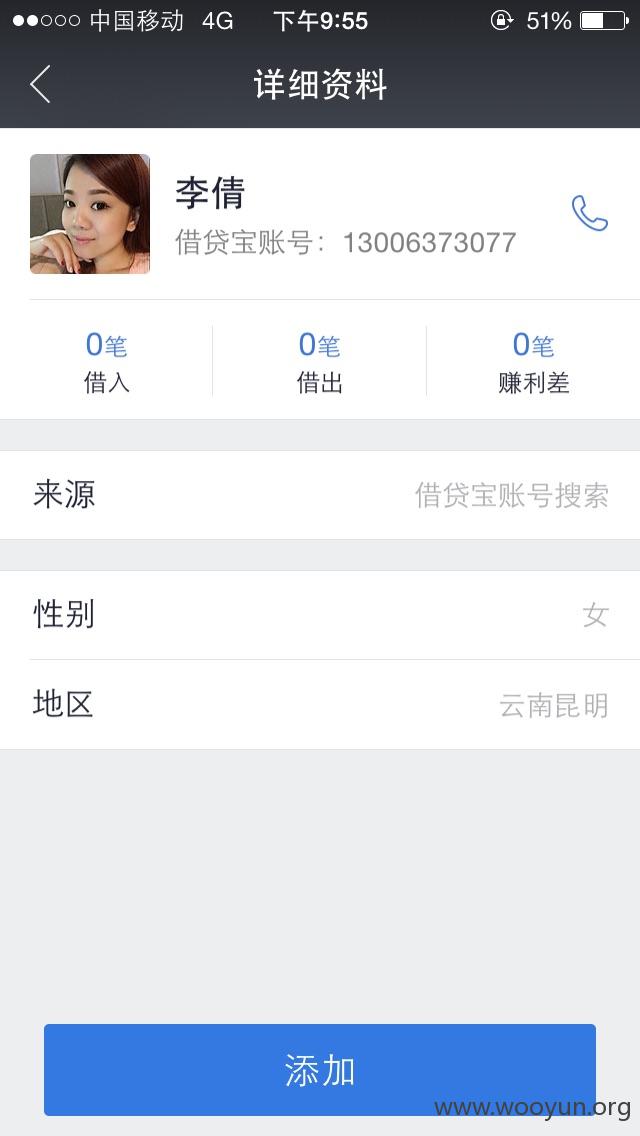 中国移动 4G 下午9:55 51%
详细资料
李倩
借贷宝账号：13006373077
0笔 0笔 0笔
借入 借出 赚利差
来源 借贷宝账号搜索
性别 女
地区 云南昆明
添加
www.wooyun.org